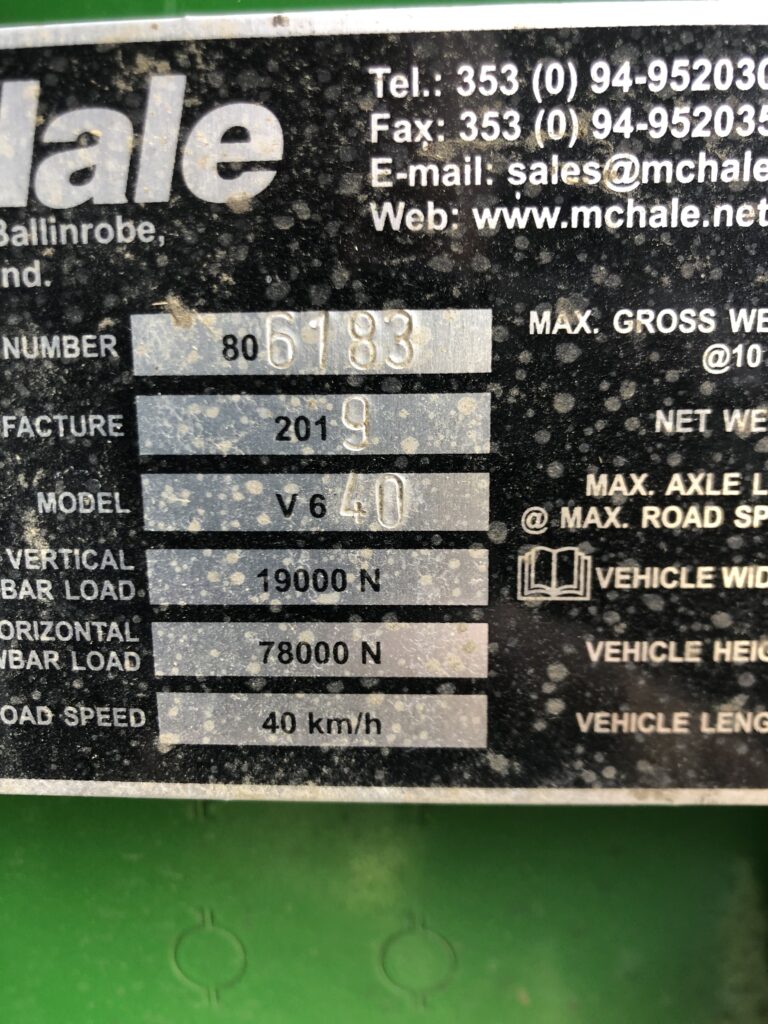 Hale
Tel.: 353 (0) 94-952030
Fax: 353 (0) 94-952035
E-mail: sales@mchale
Web: www.mchale.net
Ballinrobe,
nd.
NUMBER 806183
FACTURE 2019
MODEL V 640
VERTICAL
BAR LOAD 19000 N
ORIZONTAL
WBAR LOAD 78000 N
OAD SPEED 40 km/h
MAX. GROSS WE
@10
NET WE
MAX. AXLE L
@ MAX. ROAD SP
VEHICLE WID
VEHICLE HEIG
VEHICLE LENG